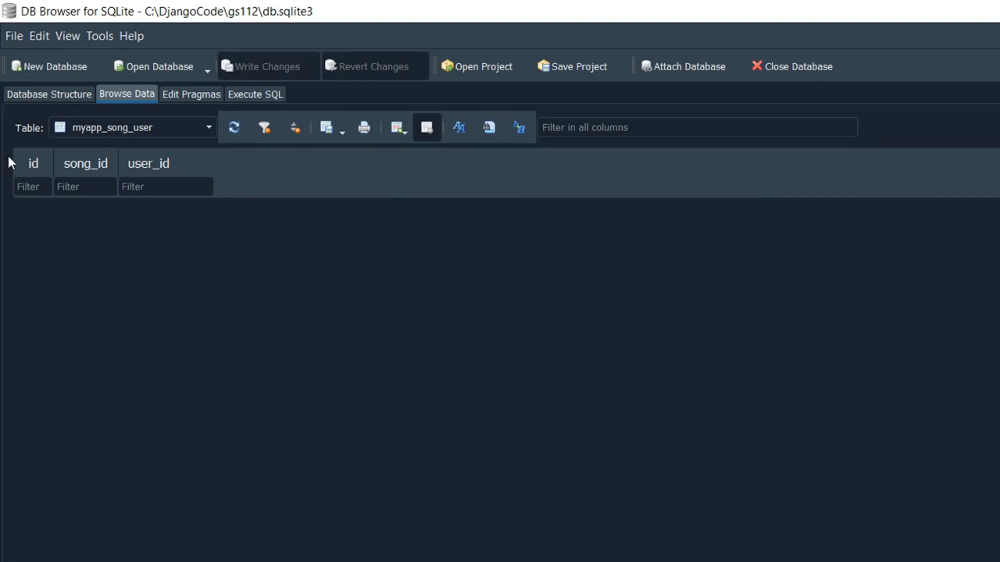 DB Browser for SQLite - C:\DjangoCode\gs112\db.sqlite3
File Edit View Tools Help
New Database Open Database Write Changes Revert Changes Open Project Save Project Attach Database Close Database
Database Structure Browse Data Edit Pragmas Execute SQL
Table: myapp_song_user Filter in all columns
id song_id user_id
Filter Filter Filter